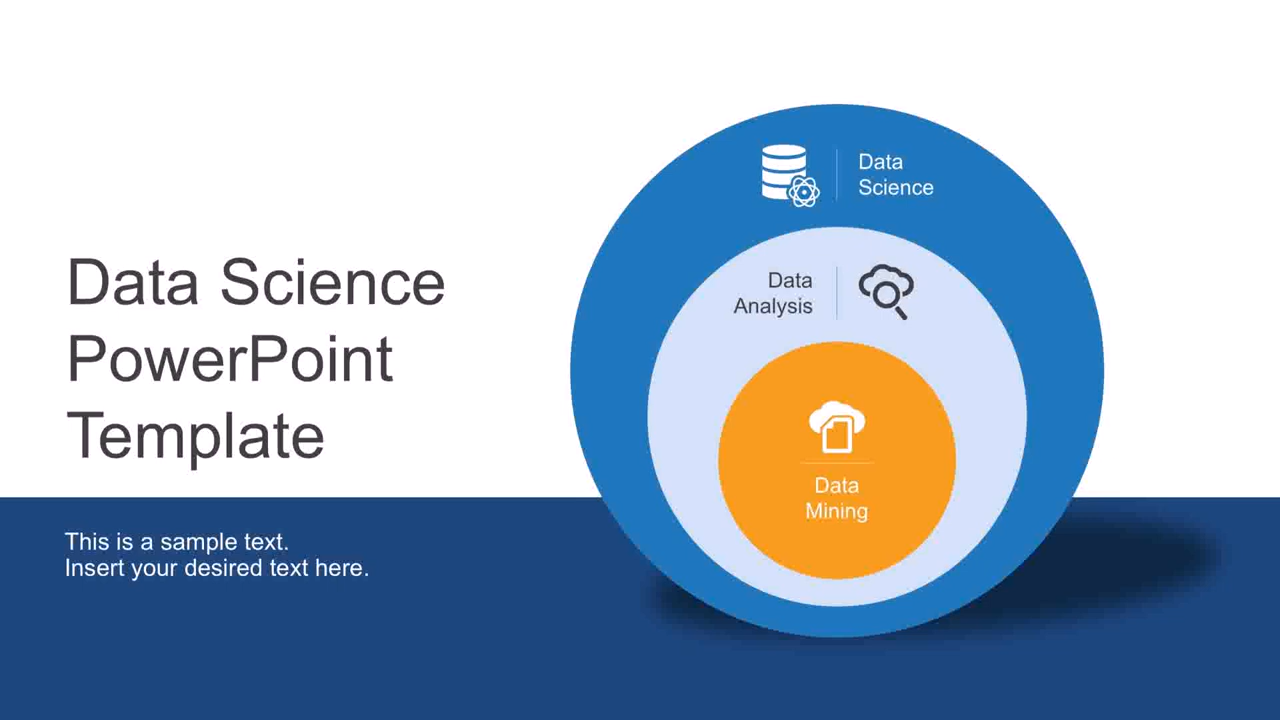 Data Science
PowerPoint
Template
This is a sample text.
Insert your desired text here.
Data
Science
Data
Analysis
Data
Mining